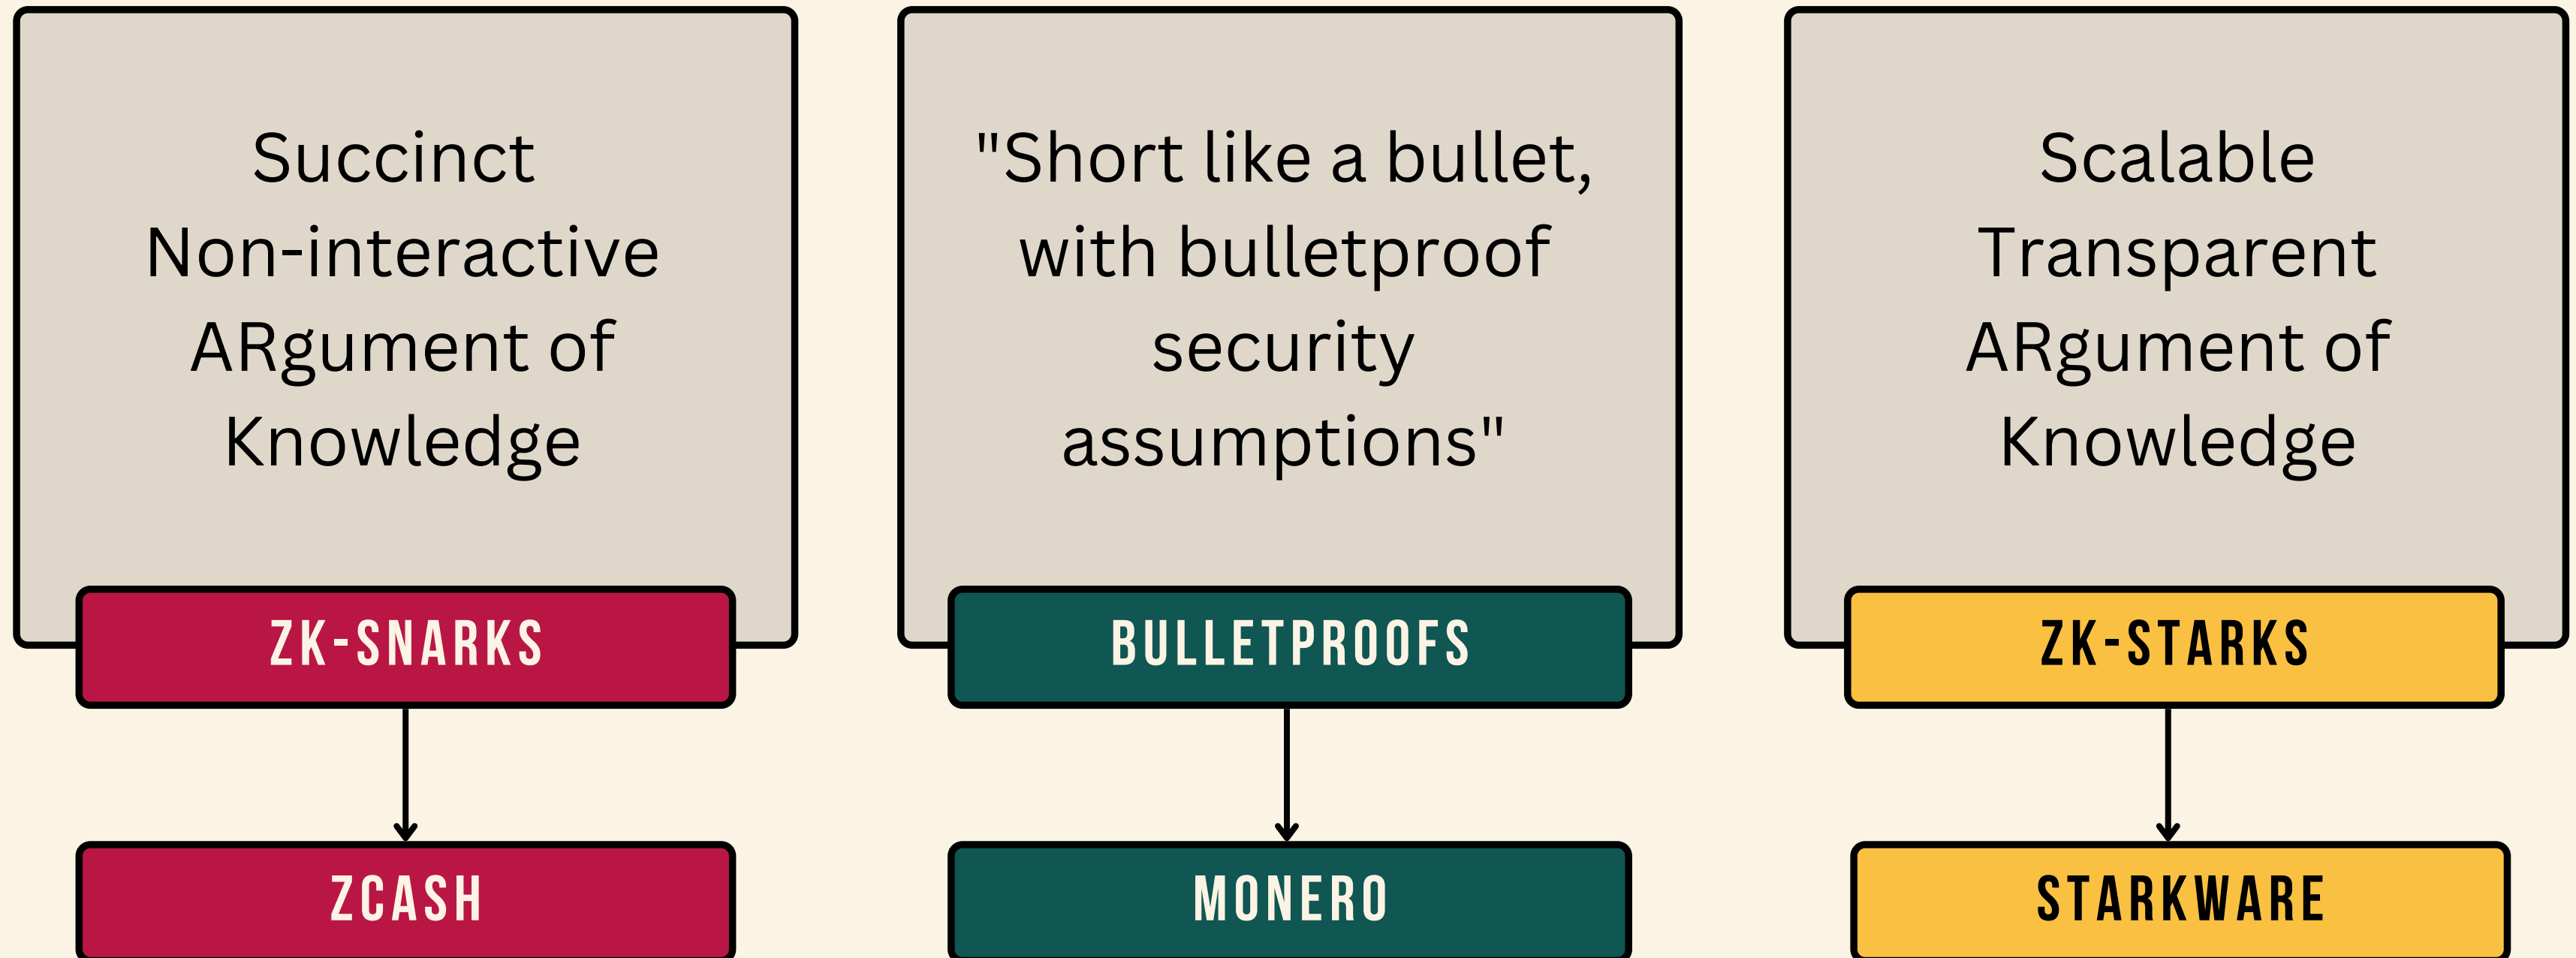 Succinct
Non-interactive
ARgument of
Knowledge
ZK-SNARKS
ZCASH
"Short like a bullet,
with bulletproof
security
assumptions"
BULLETPROOFS
MONERO
Scalable
Transparent
ARgument of
Knowledge
ZK-STARKS
STARKWARE